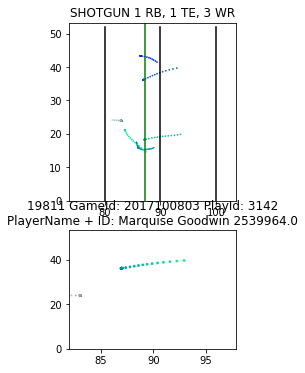 SHOTGUN 1 RB, 1 TE, 3 WR
50
40
30
20
10
0
80 90 100
19811 GameId: 2017100803 PlayId: 3142
PlayerName + ID: Marquise Goodwin 2539964.0
40
20
0
85 90 95